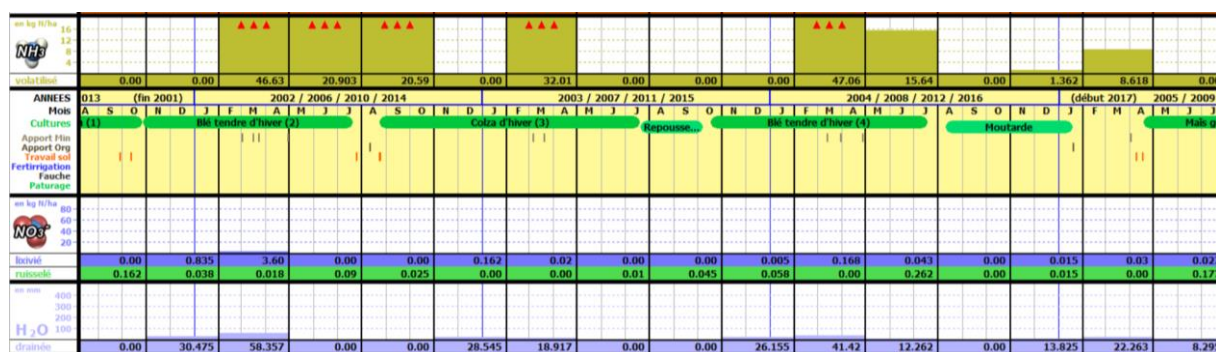 en kg N/ha
16
12
8
4
NH3
volatilisé 0.00 0.00 46.63 20.903 20.59 0.00 32.01 0.00 0.00 0.00 47.06 15.64 0.00 1.362 8.618 0.00
ANNEES 013 (fin 2001) 2002 / 2006 / 2010 / 2014 2003 / 2007 / 2011 / 2015 2004 / 2008 / 2012 / 2016 (début 2017) 2005 / 2009
Mois A S O N D J F M A M J J A S O N D J F M A M J J A S O N D J F M A M J J A S O N D J F M A M J J
Cultures (1) Blé tendre d'hiver (2) Colza d'hiver (3) Repousse... Blé tendre d'hiver (4) Moutarde Maïs g
Apport Min
Apport Org
Travail sol
Fertirrigation
Fauche
Paturage
en kg N/ha
80
60
40
20
NO3-
lixivié 0.00 0.835 3.60 0.00 0.00 0.162 0.02 0.00 0.00 0.005 0.168 0.043 0.00 0.015 0.03 0.02
ruisselé 0.162 0.038 0.018 0.09 0.025 0.00 0.00 0.01 0.045 0.058 0.00 0.262 0.00 0.015 0.00 0.17
en mm
400
300
200
100
H2O
drainée 0.00 30.475 58.357 0.00 0.00 28.545 18.917 0.00 0.00 26.155 41.42 12.262 0.00 13.825 22.263 8.29